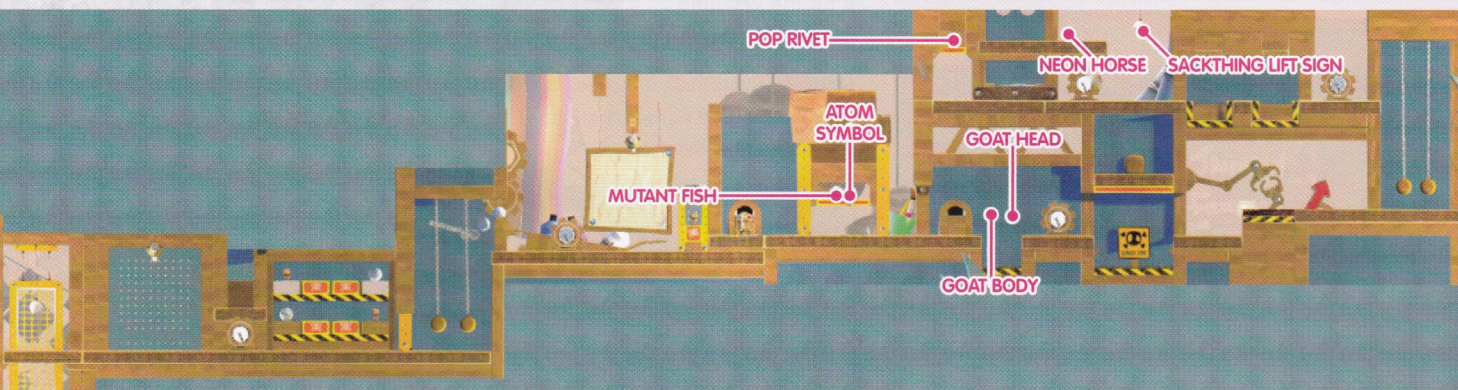 POP RIVET
NEON HORSE
SACKTHING LIFT SIGN
ATOM
SYMBOL
GOAT HEAD
MUTANT FISH
GOAT BODY